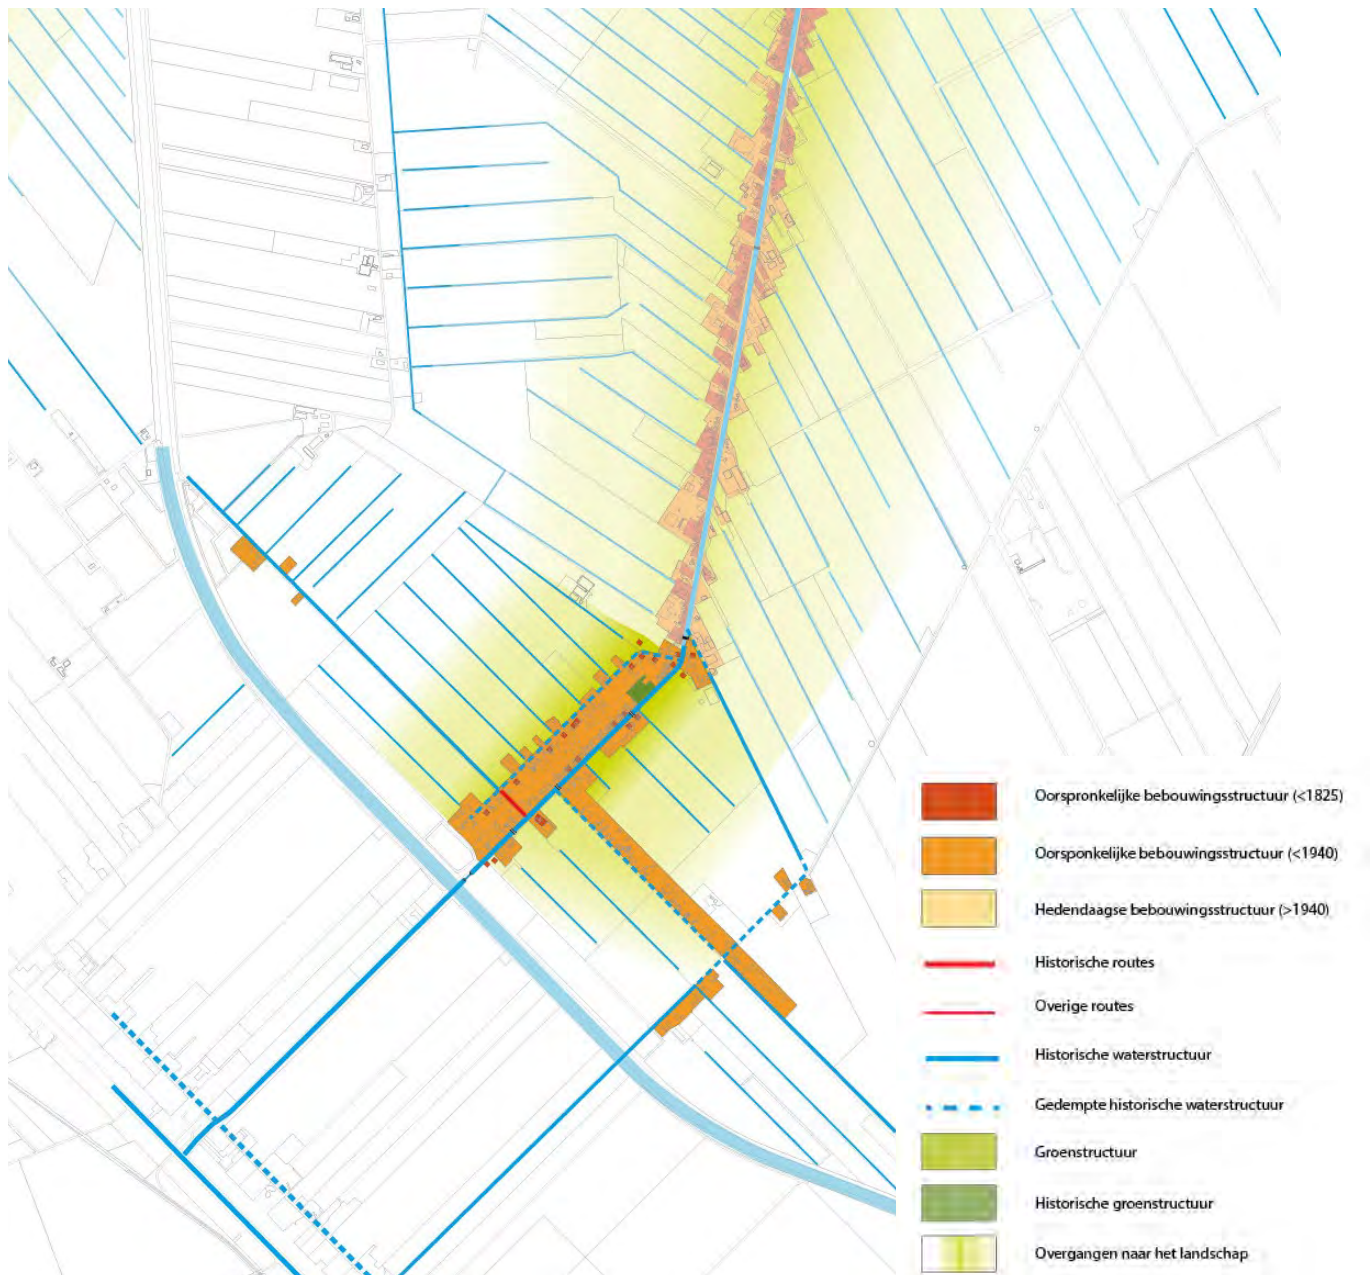 Oorspronkelijke bebouwingsstructuur (<1825)
Oorsponkelijke bebouwingsstructuur (<1940)
Hedendaagse bebouwingsstructuur (>1940)
Historische routes
Overige routes
Historische waterstructuur
Gedempte historische waterstructuur
Groenstructuur
Historische groenstructuur
Overgangen naar het landschap